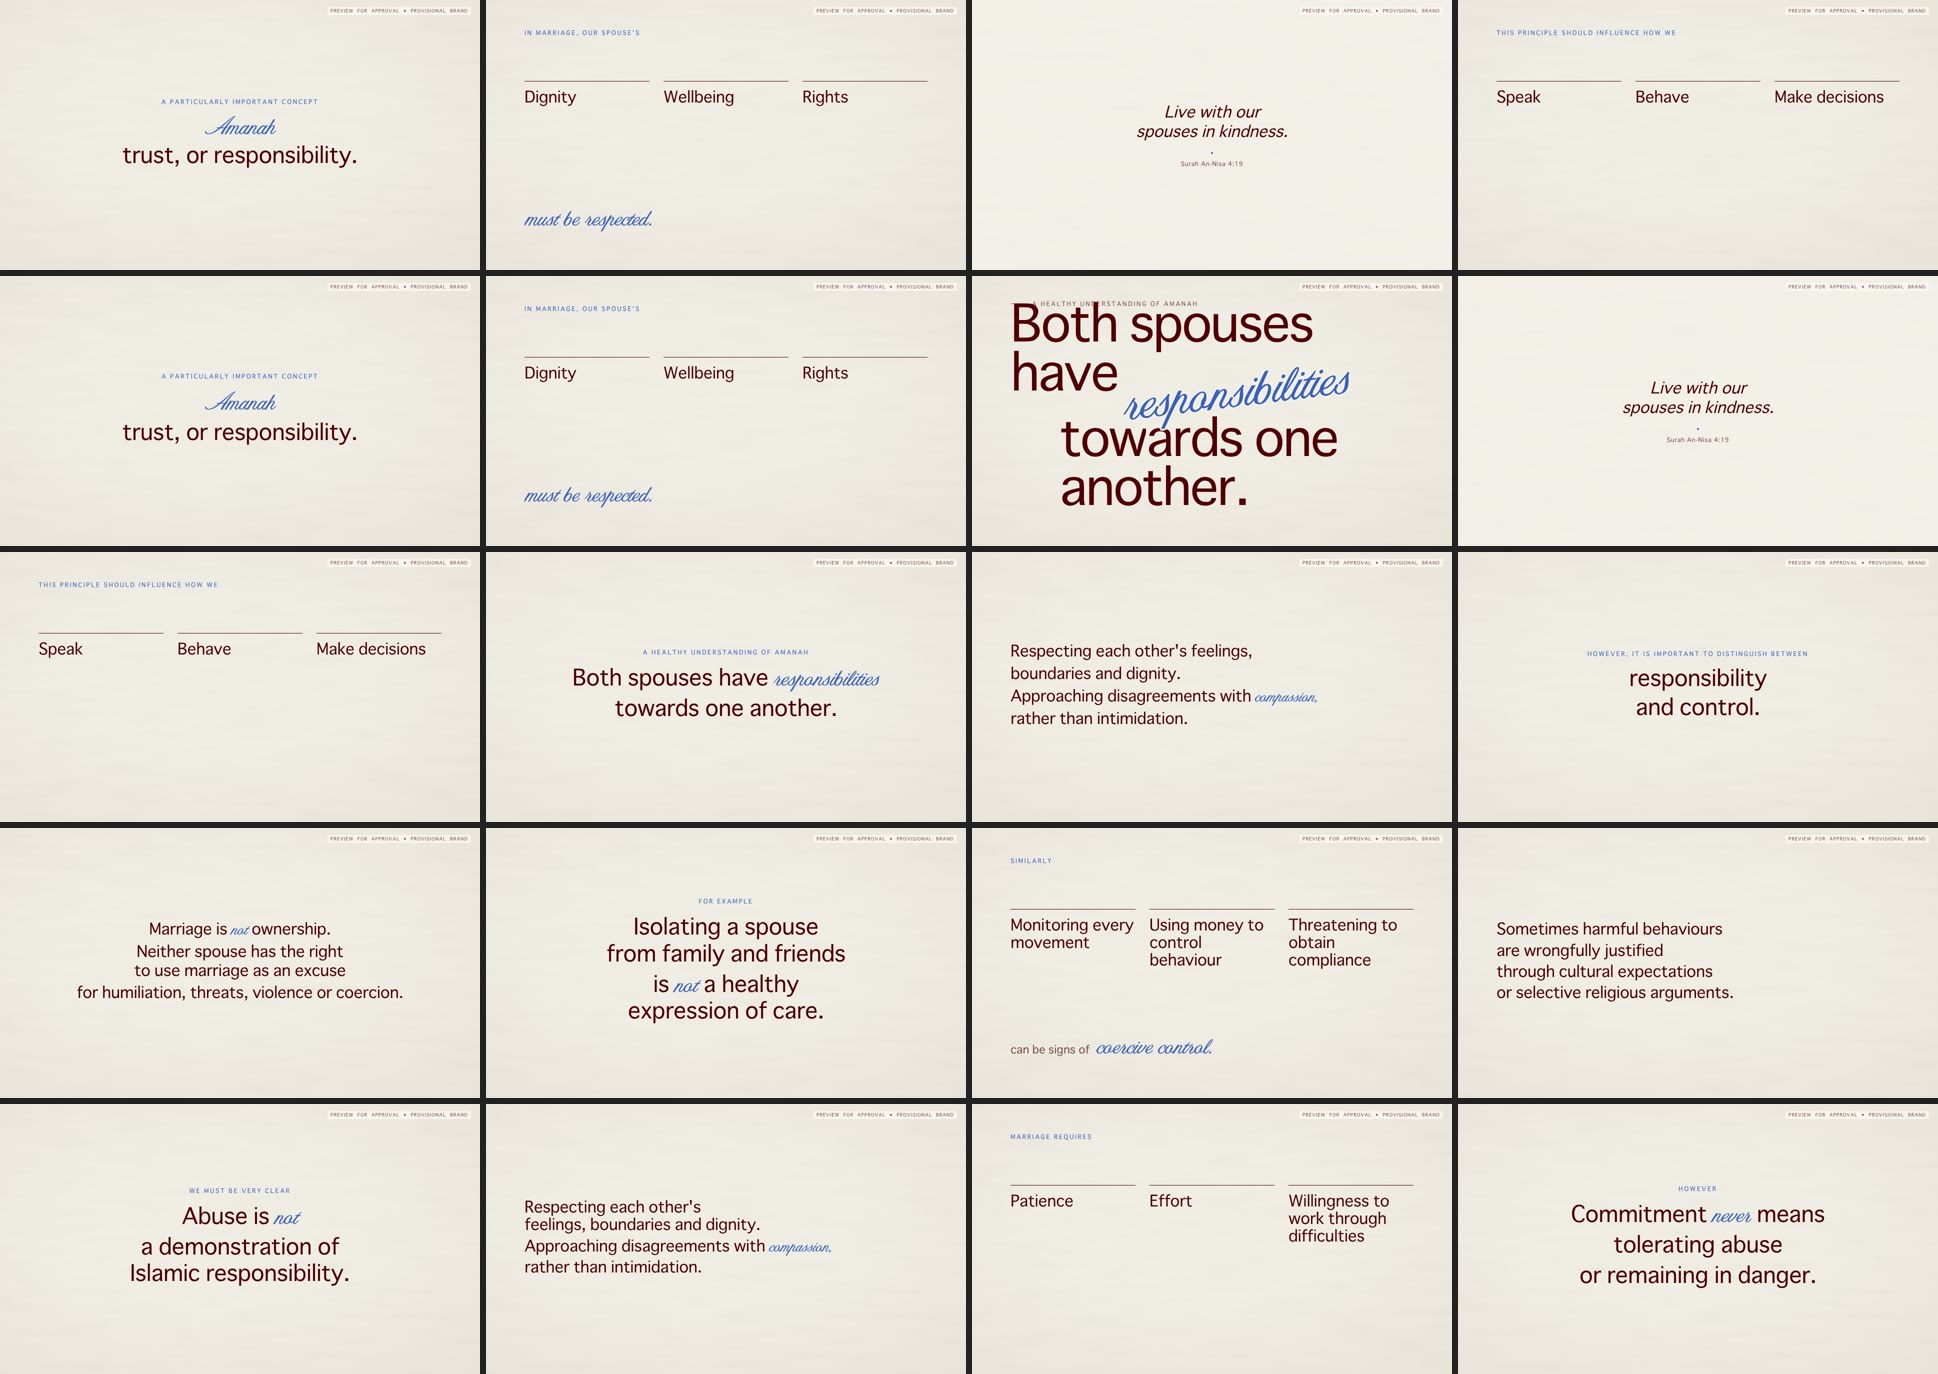 PREVIEW FOR APPROVAL • PROVISIONAL BRAND
A PARTICULARLY IMPORTANT CONCEPT
Amanah
trust, or responsibility.
PREVIEW FOR APPROVAL • PROVISIONAL BRAND
IN MARRIAGE, OUR SPOUSE'S
Dignity
Wellbeing
Rights
must be respected.
PREVIEW FOR APPROVAL • PROVISIONAL BRAND
Live with our
spouses in kindness.
Surah An-Nisa 4:19
PREVIEW FOR APPROVAL • PROVISIONAL BRAND
THIS PRINCIPLE SHOULD INFLUENCE HOW WE
Speak
Behave
Make decisions
PREVIEW FOR APPROVAL • PROVISIONAL BRAND
A PARTICULARLY IMPORTANT CONCEPT
Amanah
trust, or responsibility.
PREVIEW FOR APPROVAL • PROVISIONAL BRAND
IN MARRIAGE, OUR SPOUSE'S
Dignity
Wellbeing
Rights
must be respected.
PREVIEW FOR APPROVAL • PROVISIONAL BRAND
A HEALTHY UNDERSTANDING OF AMANAH
Both spouses
have
responsibilities
towards one
another.
PREVIEW FOR APPROVAL • PROVISIONAL BRAND
Live with our
spouses in kindness.
Surah An-Nisa 4:19
PREVIEW FOR APPROVAL • PROVISIONAL BRAND
THIS PRINCIPLE SHOULD INFLUENCE HOW WE
Speak
Behave
Make decisions
PREVIEW FOR APPROVAL • PROVISIONAL BRAND
A HEALTHY UNDERSTANDING OF AMANAH
Both spouses have responsibilities
towards one another.
PREVIEW FOR APPROVAL • PROVISIONAL BRAND
Respecting each other's feelings,
boundaries and dignity.
Approaching disagreements with compassion,
rather than intimidation.
PREVIEW FOR APPROVAL • PROVISIONAL BRAND
HOWEVER, IT IS IMPORTANT TO DISTINGUISH BETWEEN
responsibility
and control.
PREVIEW FOR APPROVAL • PROVISIONAL BRAND
Marriage is not ownership.
Neither spouse has the right
to use marriage as an excuse
for humiliation, threats, violence or coercion.
PREVIEW FOR APPROVAL • PROVISIONAL BRAND
FOR EXAMPLE
Isolating a spouse
from family and friends
is not a healthy
expression of care.
PREVIEW FOR APPROVAL • PROVISIONAL BRAND
SIMILARLY
Monitoring every
movement
Using money to
control
behaviour
Threatening to
obtain
compliance
can be signs of coercive control.
PREVIEW FOR APPROVAL • PROVISIONAL BRAND
Sometimes harmful behaviours
are wrongfully justified
through cultural expectations
or selective religious arguments.
PREVIEW FOR APPROVAL • PROVISIONAL BRAND
WE MUST BE VERY CLEAR
Abuse is not
a demonstration of
Islamic responsibility.
PREVIEW FOR APPROVAL • PROVISIONAL BRAND
Respecting each other's
feelings, boundaries and dignity.
Approaching disagreements with compassion,
rather than intimidation.
PREVIEW FOR APPROVAL • PROVISIONAL BRAND
MARRIAGE REQUIRES
Patience
Effort
Willingness to
work through
difficulties
PREVIEW FOR APPROVAL • PROVISIONAL BRAND
HOWEVER
Commitment never means
tolerating abuse
or remaining in danger.